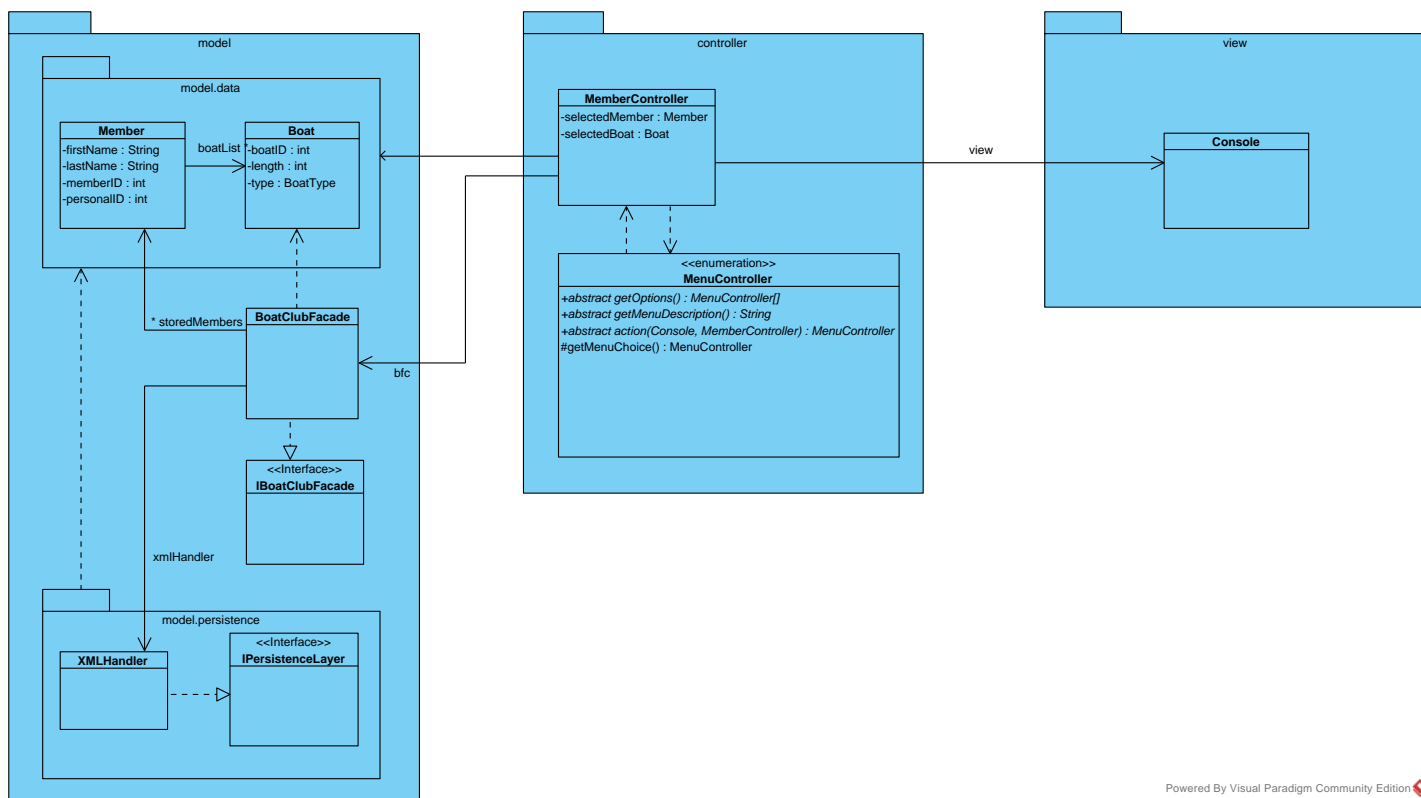 model
model.data
Member
-firstName : String
-lastName : String
-memberID : int
-personalID : int
boatList *
Boat
-boatID : int
-length : int
-type : BoatType
* storedMembers
BoatClubFacade
<<Interface>>
IBoatClubFacade
xmlHandler
model.persistence
XMLHandler
<<Interface>>
IPersistenceLayer
bfc
controller
MemberController
-selectedMember : Member
-selectedBoat : Boat
<<enumeration>>
MenuController
+abstract getOptions() : MenuController[]
+abstract getMenuDescription() : String
+abstract action(Console, MemberController) : MenuController
#getMenuChoice() : MenuController
view
view
Console
Powered By Visual Paradigm Community Edition